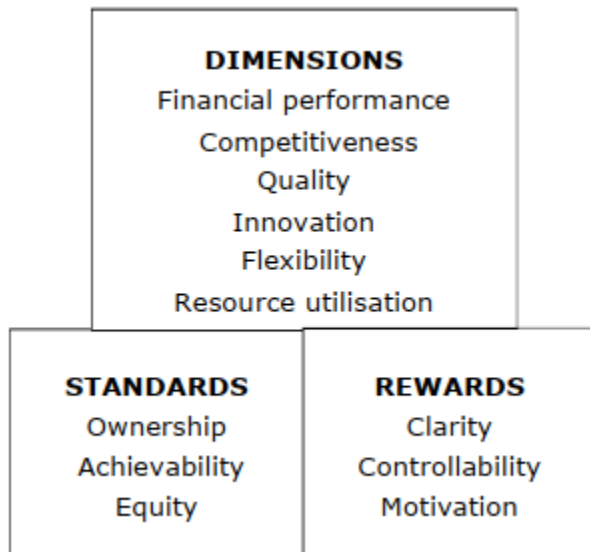 DIMENSIONS
Financial performance
Competitiveness
Quality
Innovation
Flexibility
Resource utilisation
STANDARDS
Ownership
Achievability
Equity
REWARDS
Clarity
Controllability
Motivation